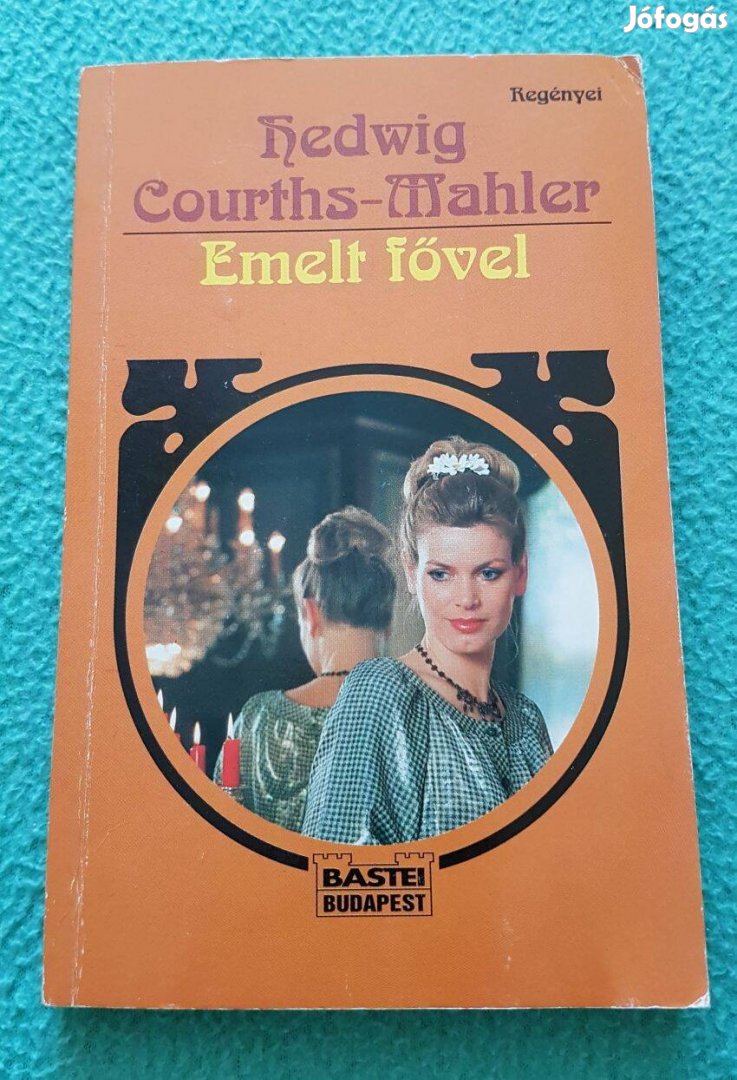 Jófogás
Regényei
Hedwig
Courths-Mahler
Emelt fővel
BASTEI
BUDAPEST